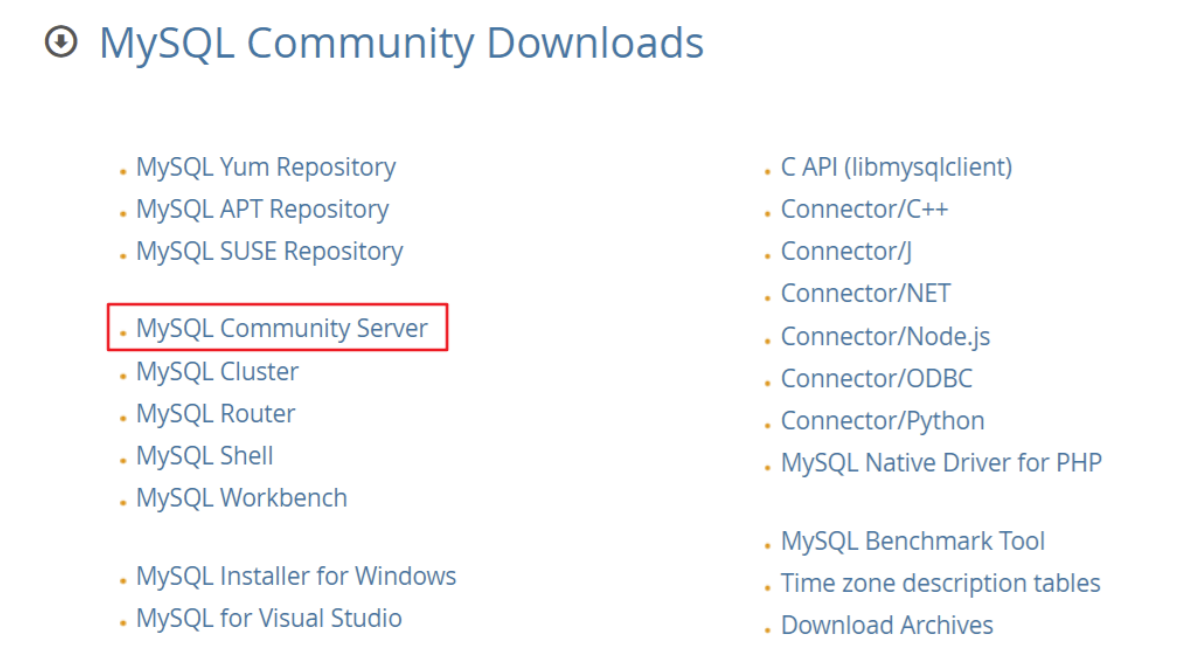 MySQL Community Downloads
MySQL Yum Repository
MySQL APT Repository
MySQL SUSE Repository
MySQL Community Server
MySQL Cluster
MySQL Router
MySQL Shell
MySQL Workbench
MySQL Installer for Windows
MySQL for Visual Studio
C API (libmysqlclient)
Connector/C++
Connector/J
Connector/NET
Connector/Node.js
Connector/ODBC
Connector/Python
MySQL Native Driver for PHP
MySQL Benchmark Tool
Time zone description tables
Download Archives